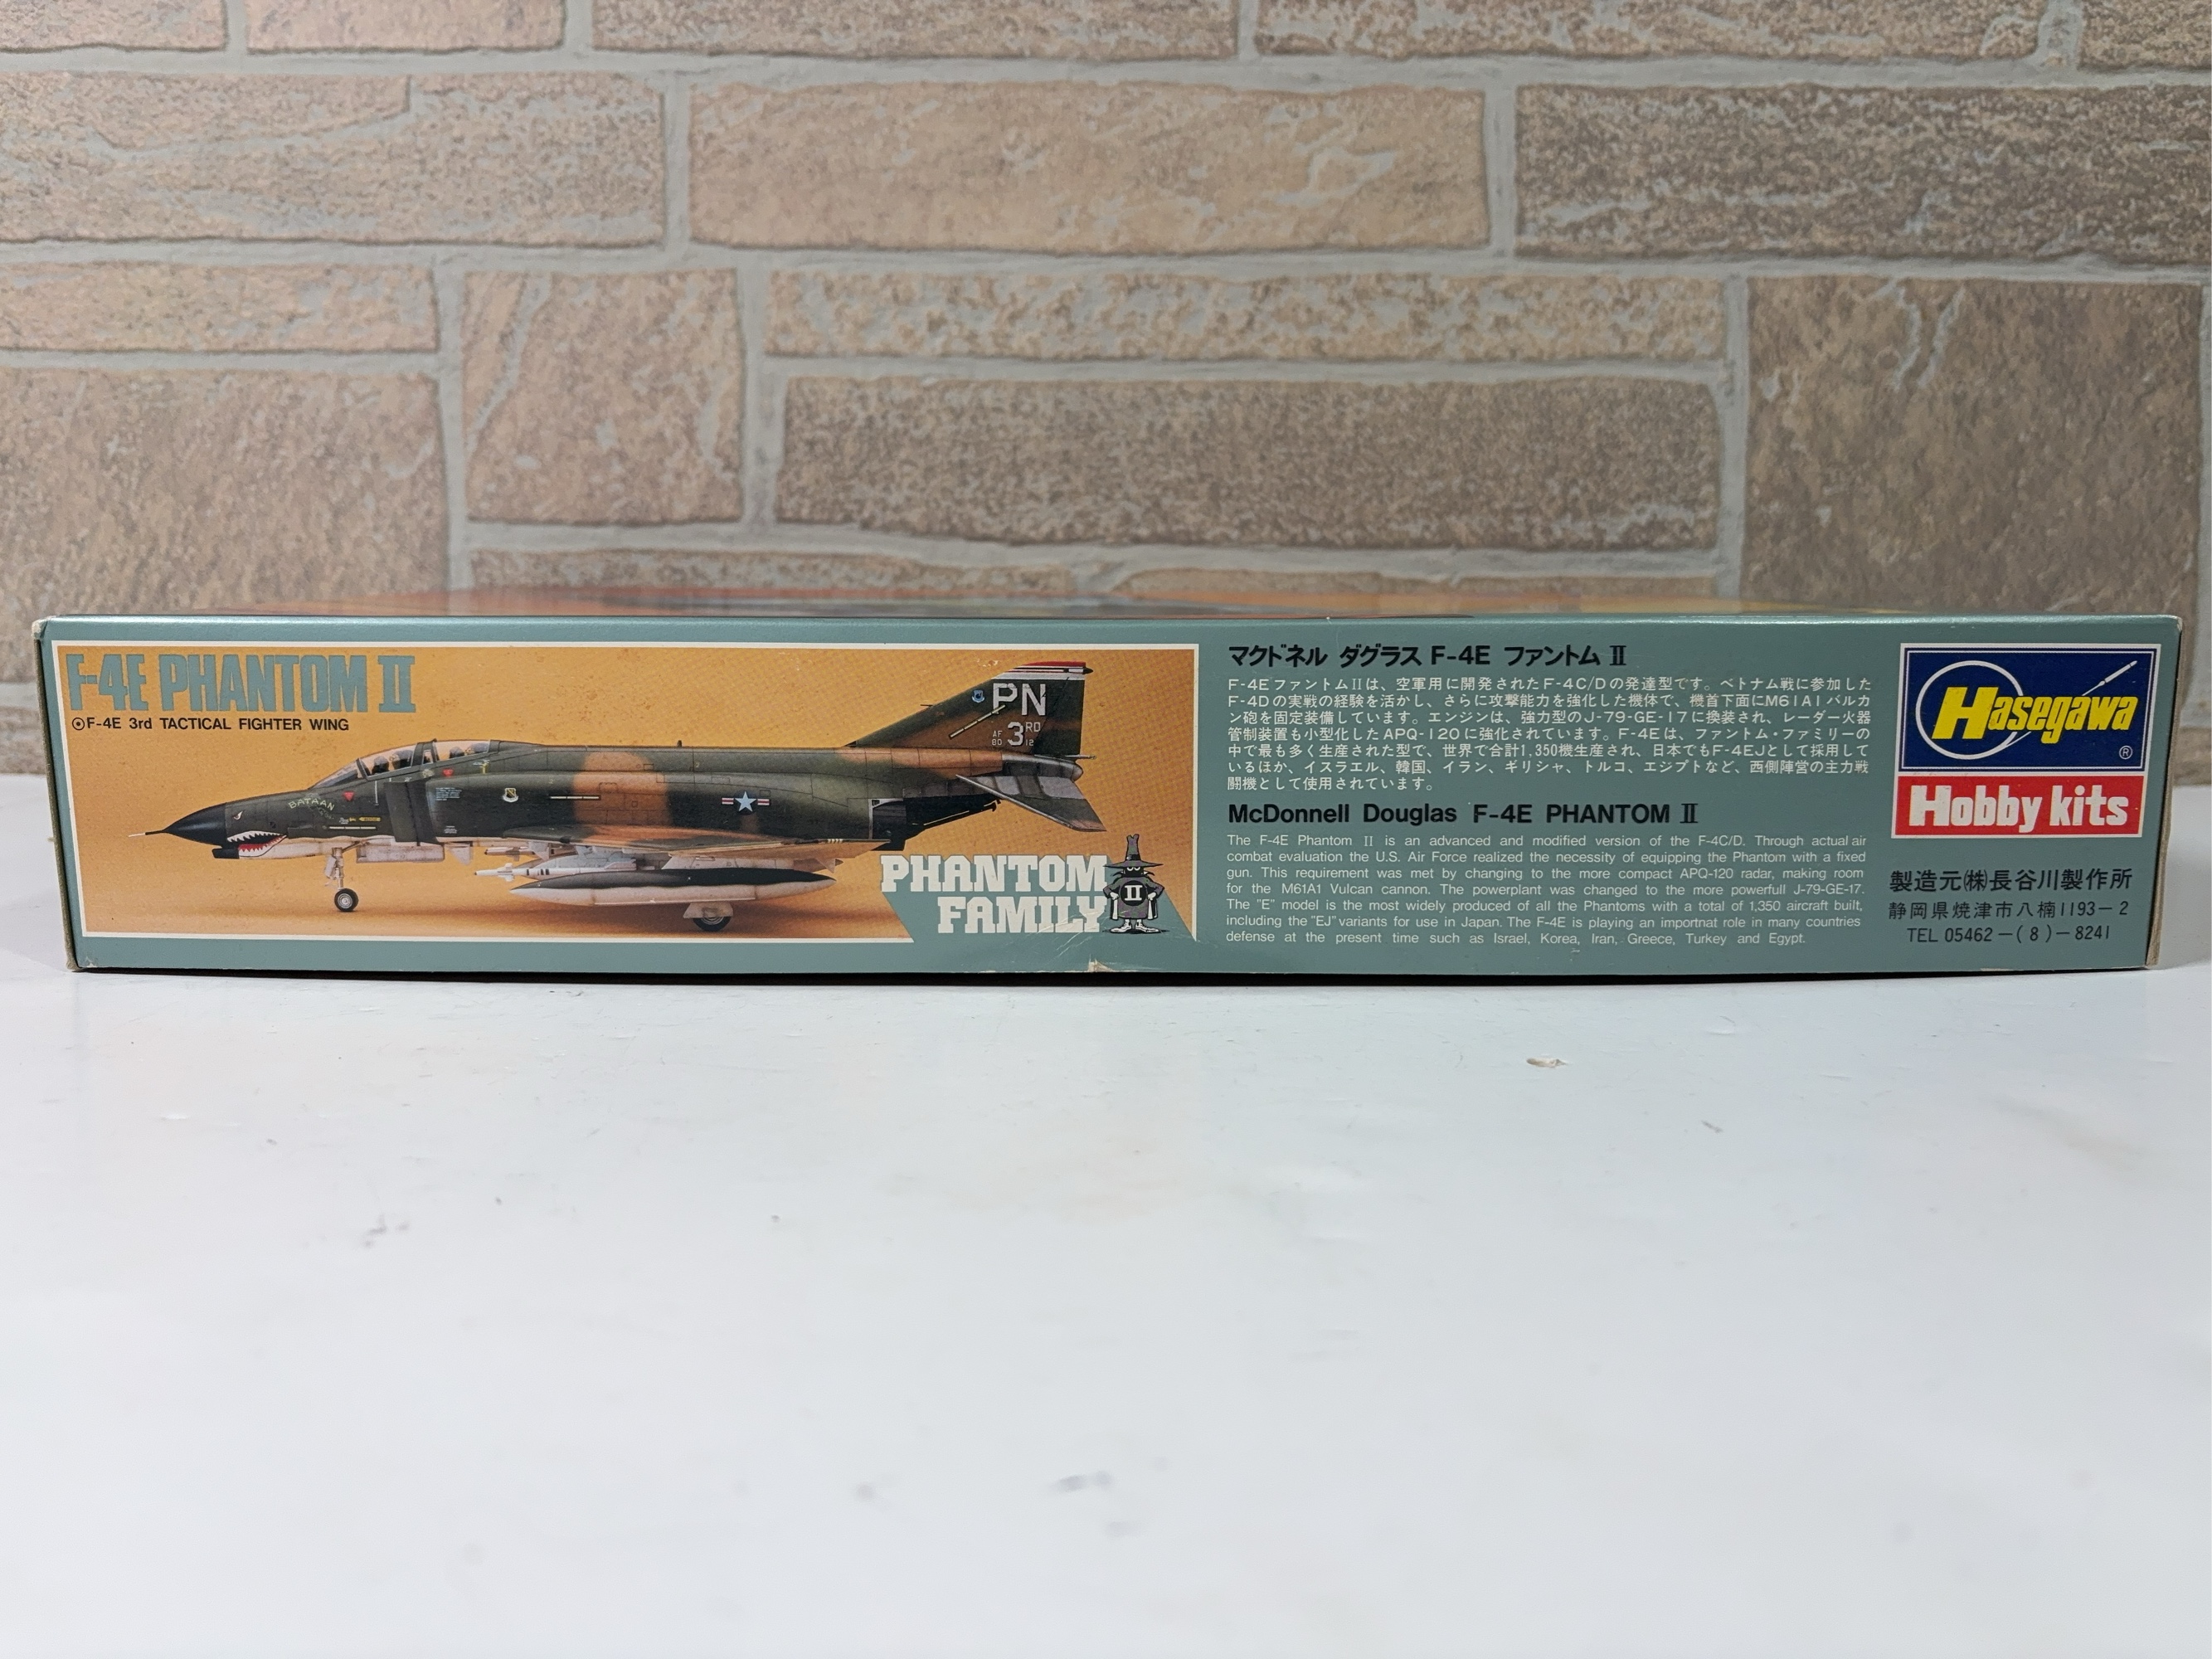 F-4E PHANTOM II
F-4E 3rd TACTICAL FIGHTER WING
PN
AF
80
3RD
12
BATAAN
PHANTOM
FAMILY
II
マクドネル ダグラス F-4E ファントム II
F-4E ファントムIIは、空軍用に開発されたF-4C/Dの発達型です。ベトナム戦に参加した
F-4Dの実戦の経験を活かし、さらに攻撃能力を強化した機体で、機首下面にM61A1バルカ
ン砲を固定装備しています。エンジンは、強力型のJ-79-GE-17に換装され、レーダー火器
管制装置も小型化したAPQ-120に強化されています。F-4Eは、ファントム・ファミリーの
中で最も多く生産された型で、世界で合計1,350機生産され、日本でもF-4EJとして採用して
いるほか、イスラエル、韓国、イラン、ギリシャ、トルコ、エジプトなど、西側陣営の主力戦
闘機として使用されています。
McDonnell Douglas F-4E PHANTOM II
The F-4E Phantom II is an advanced and modified version of the F-4C/D. Through actual air
combat evaluation the U.S. Air Force realized the necessity of equipping the Phantom with a fixed
gun. This requirement was met by changing to the more compact APQ-120 radar, making room
for the M61A1 Vulcan cannon. The powerplant was changed to the more powerfull J-79-GE-17.
The "E" model is the most widely produced of all the Phantoms with a total of 1,350 aircraft built,
including the "EJ" variants for use in Japan. The F-4E is playing an importnat role in many countries
defense at the present time such as Israel, Korea, Iran, Greece, Turkey and Egypt.
Hasegawa
®
Hobby kits
製造元(株)長谷川製作所
静岡県焼津市八楠1193-2
TEL 05462-(8)-8241